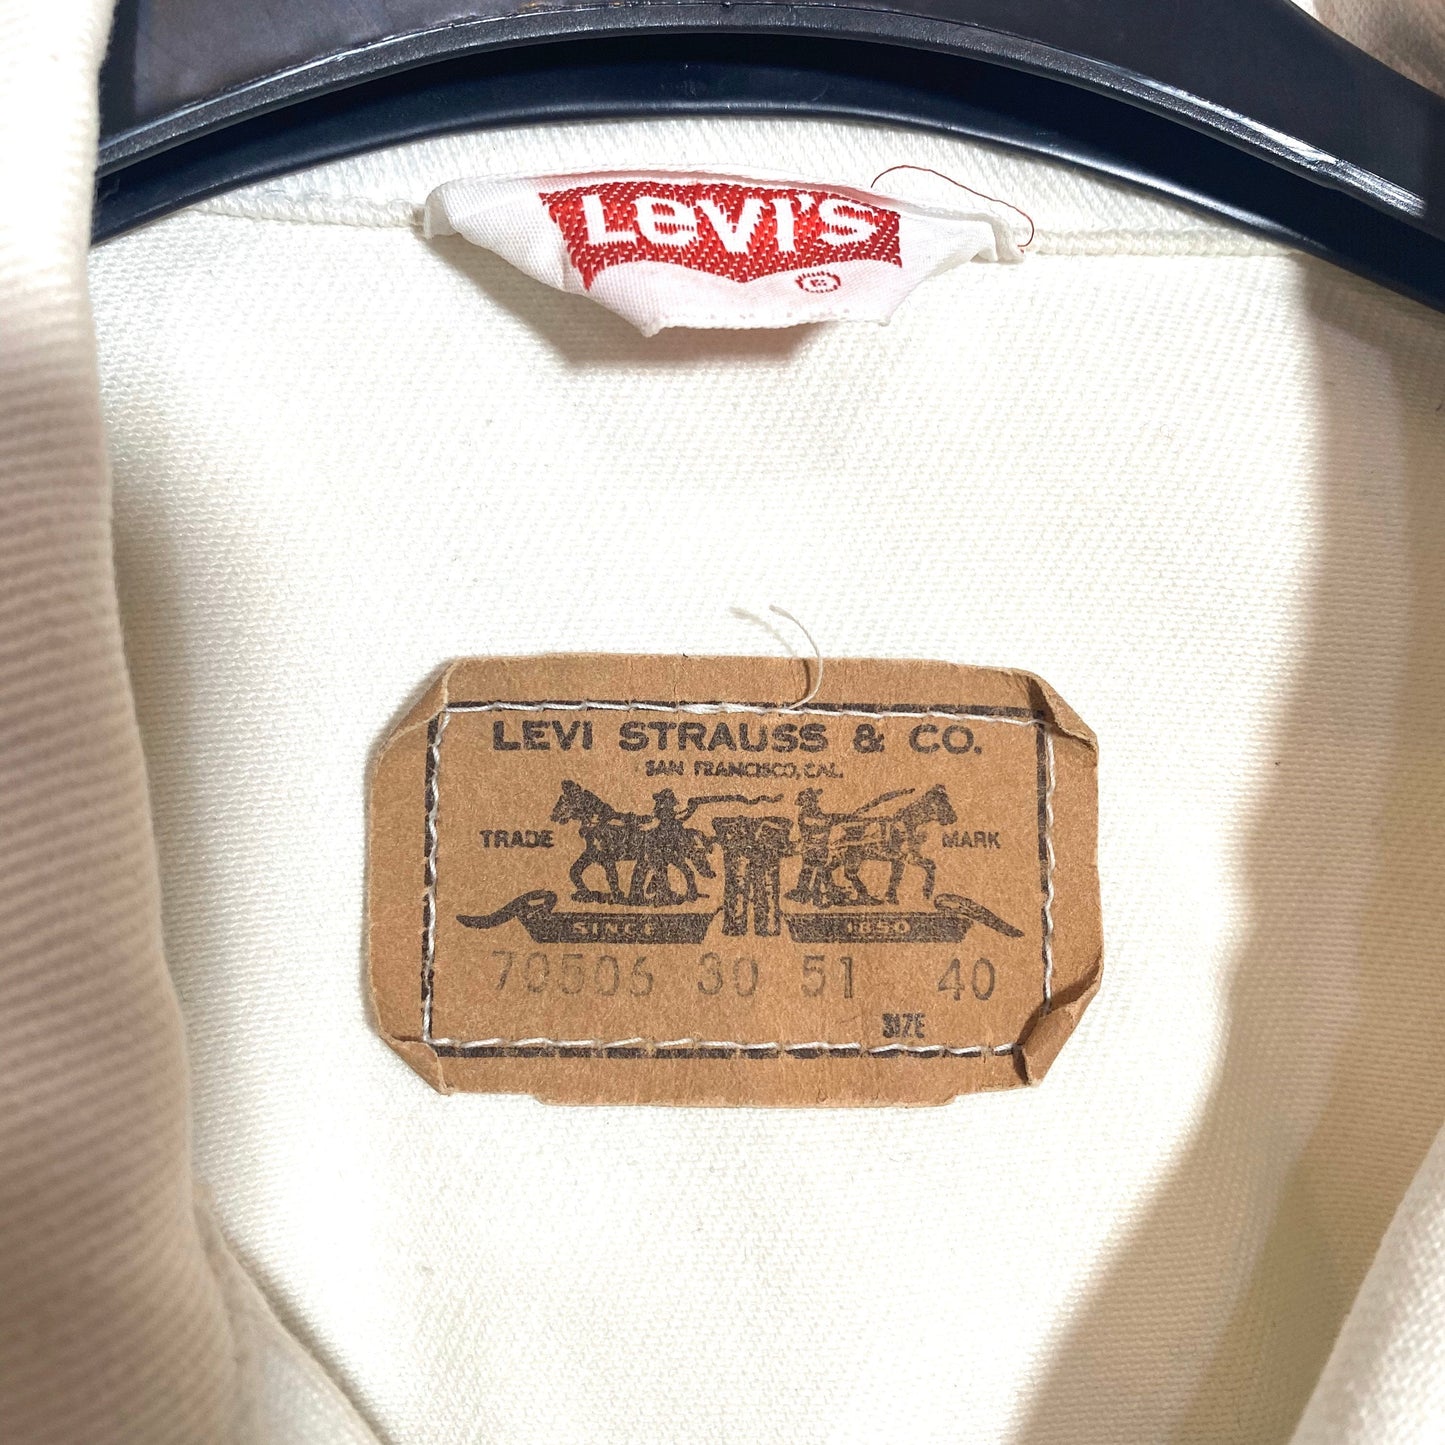 Levi's
®
LEVI STRAUSS & CO.
SAN FRANCISCO, CAL.
TRADE MARK
SINCE 1850
70506 30 51 40
SIZE